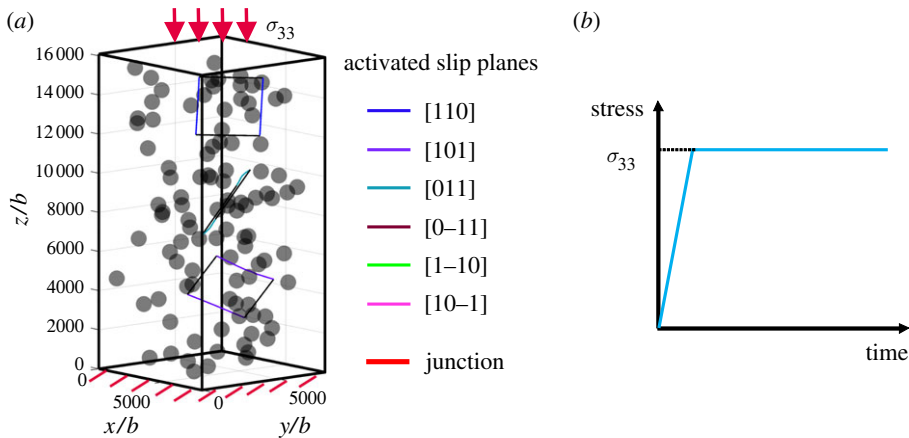 (a)
σ33
16 000
14 000
12 000
10 000
8000
6000
4000
2000
0
z/b
0
5000
x/b
0
5000
y/b
activated slip planes
[110]
[101]
[011]
[0–11]
[1–10]
[10–1]
junction
(b)
stress
σ33
time